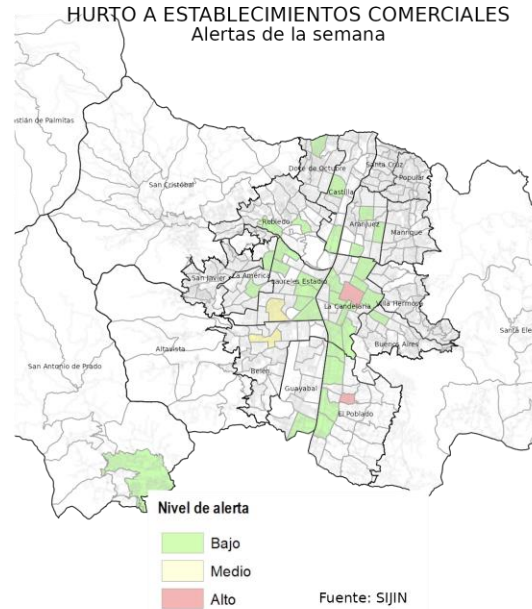 HURTO A ESTABLECIMIENTOS COMERCIALES
Alertas de la semana
stián de Palmitas
Doce de Octubre
Santa Cruz
Popular
San Cristóbal
Castilla
Robledo
Aranjuez
Manrique
San Javier
La América
Laureles Estadio
La Candelaria
Villa Hermosa
Santa Ele
Altavista
Buenos Aires
San Antonio de Prado
Belén
Guayabal
El Poblado
Nivel de alerta
Bajo
Medio
Alto
Fuente: SIJIN